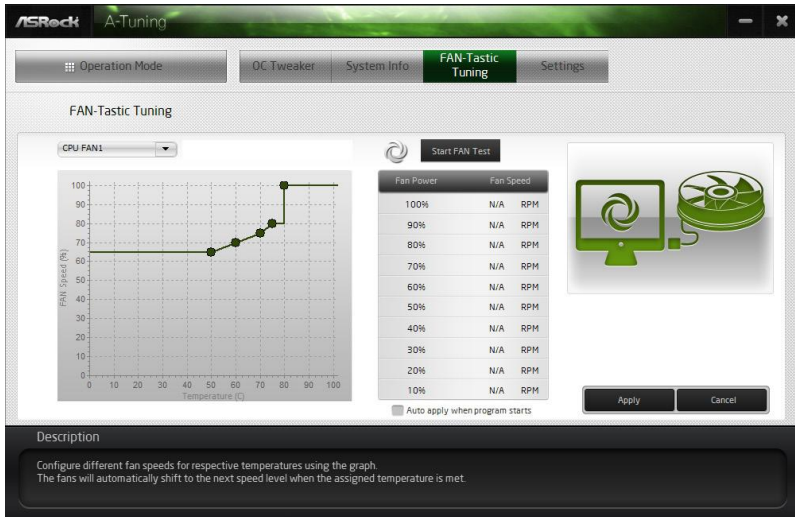 ASRock A-Tuning
Operation Mode
OC Tweaker
System Info
FAN-Tastic
Tuning
Settings
FAN-Tastic Tuning
CPU FAN1
Start FAN Test
FAN Speed (%)
100
90
80
70
60
50
40
30
20
10
0
0 10 20 30 40 50 60 70 80 90 100
Temperature (C)
Fan Power Fan Speed
100% N/A RPM
90% N/A RPM
80% N/A RPM
70% N/A RPM
60% N/A RPM
50% N/A RPM
40% N/A RPM
30% N/A RPM
20% N/A RPM
10% N/A RPM
Auto apply when program starts
Apply
Cancel
Description
Configure different fan speeds for respective temperatures using the graph.
The fans will automatically shift to the next speed level when the assigned temperature is met.